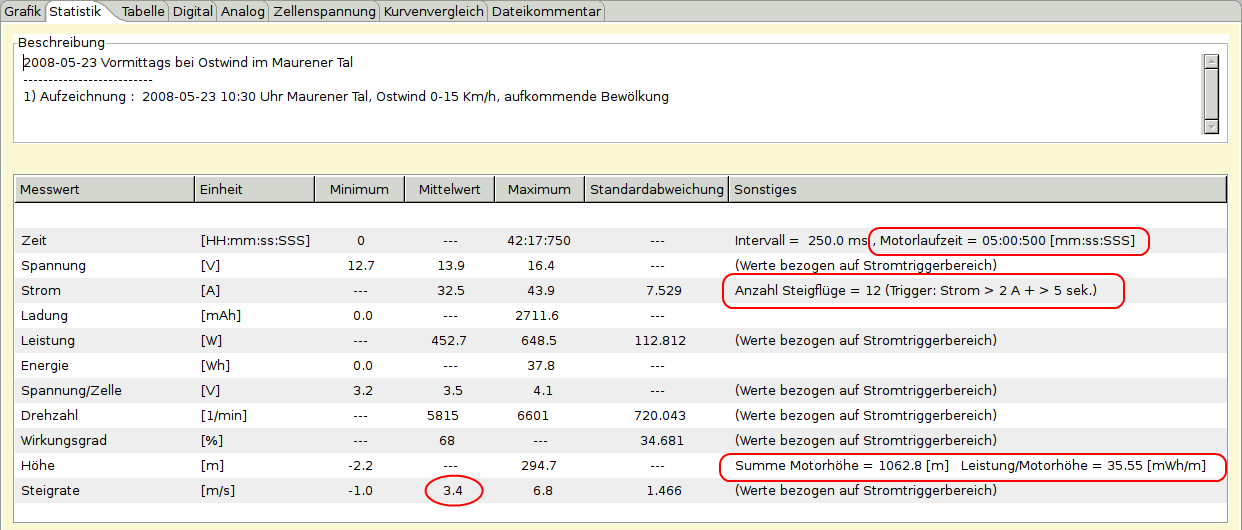 Grafik Statistik Tabelle Digital Analog Zellenspannung Kurvenvergleich Dateikommentar
Beschreibung
2008-05-23 Vormittags bei Ostwind im Maurener Tal
--------------------------
1) Aufzeichnung : 2008-05-23 10:30 Uhr Maurener Tal, Ostwind 0-15 Km/h, aufkommende Bewölkung
Messwert Einheit Minimum Mittelwert Maximum Standardabweichung Sonstiges
Zeit [HH:mm:ss:SSS] 0 --- 42:17:750 --- Intervall = 250.0 ms , Motorlaufzeit = 05:00:500 [mm:ss:SSS]
Spannung [V] 12.7 13.9 16.4 --- (Werte bezogen auf Stromtriggerbereich)
Strom [A] --- 32.5 43.9 7.529 Anzahl Steigflüge = 12 (Trigger: Strom > 2 A + > 5 sek.)
Ladung [mAh] 0.0 --- 2711.6 ---
Leistung [W] --- 452.7 648.5 112.812 (Werte bezogen auf Stromtriggerbereich)
Energie [Wh] 0.0 --- 37.8 ---
Spannung/Zelle [V] 3.2 3.5 4.1 --- (Werte bezogen auf Stromtriggerbereich)
Drehzahl [1/min] --- 5815 6601 720.043 (Werte bezogen auf Stromtriggerbereich)
Wirkungsgrad [%] --- 68 --- 34.681 (Werte bezogen auf Stromtriggerbereich)
Höhe [m] -2.2 --- 294.7 --- Summe Motorhöhe = 1062.8 [m] Leistung/Motorhöhe = 35.55 [mWh/m]
Steigrate [m/s] -1.0 3.4 6.8 1.466 (Werte bezogen auf Stromtriggerbereich)